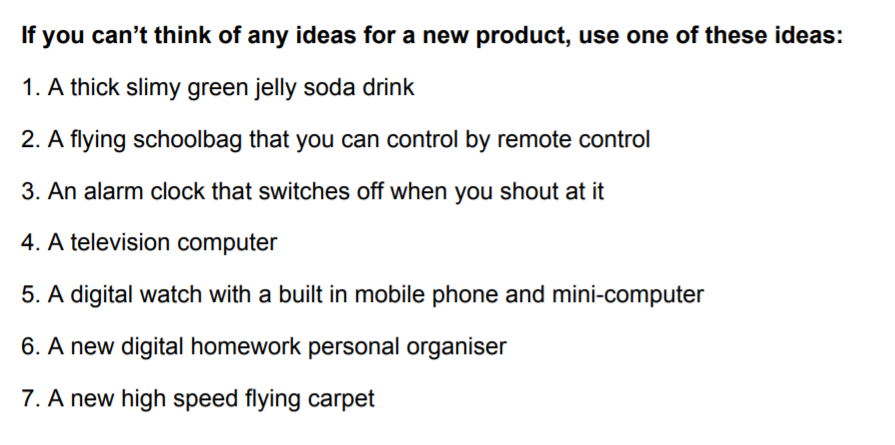 If you can’t think of any ideas for a new product, use one of these ideas:
1. A thick slimy green jelly soda drink
2. A flying schoolbag that you can control by remote control
3. An alarm clock that switches off when you shout at it
4. A television computer
5. A digital watch with a built in mobile phone and mini-computer
6. A new digital homework personal organiser
7. A new high speed flying carpet